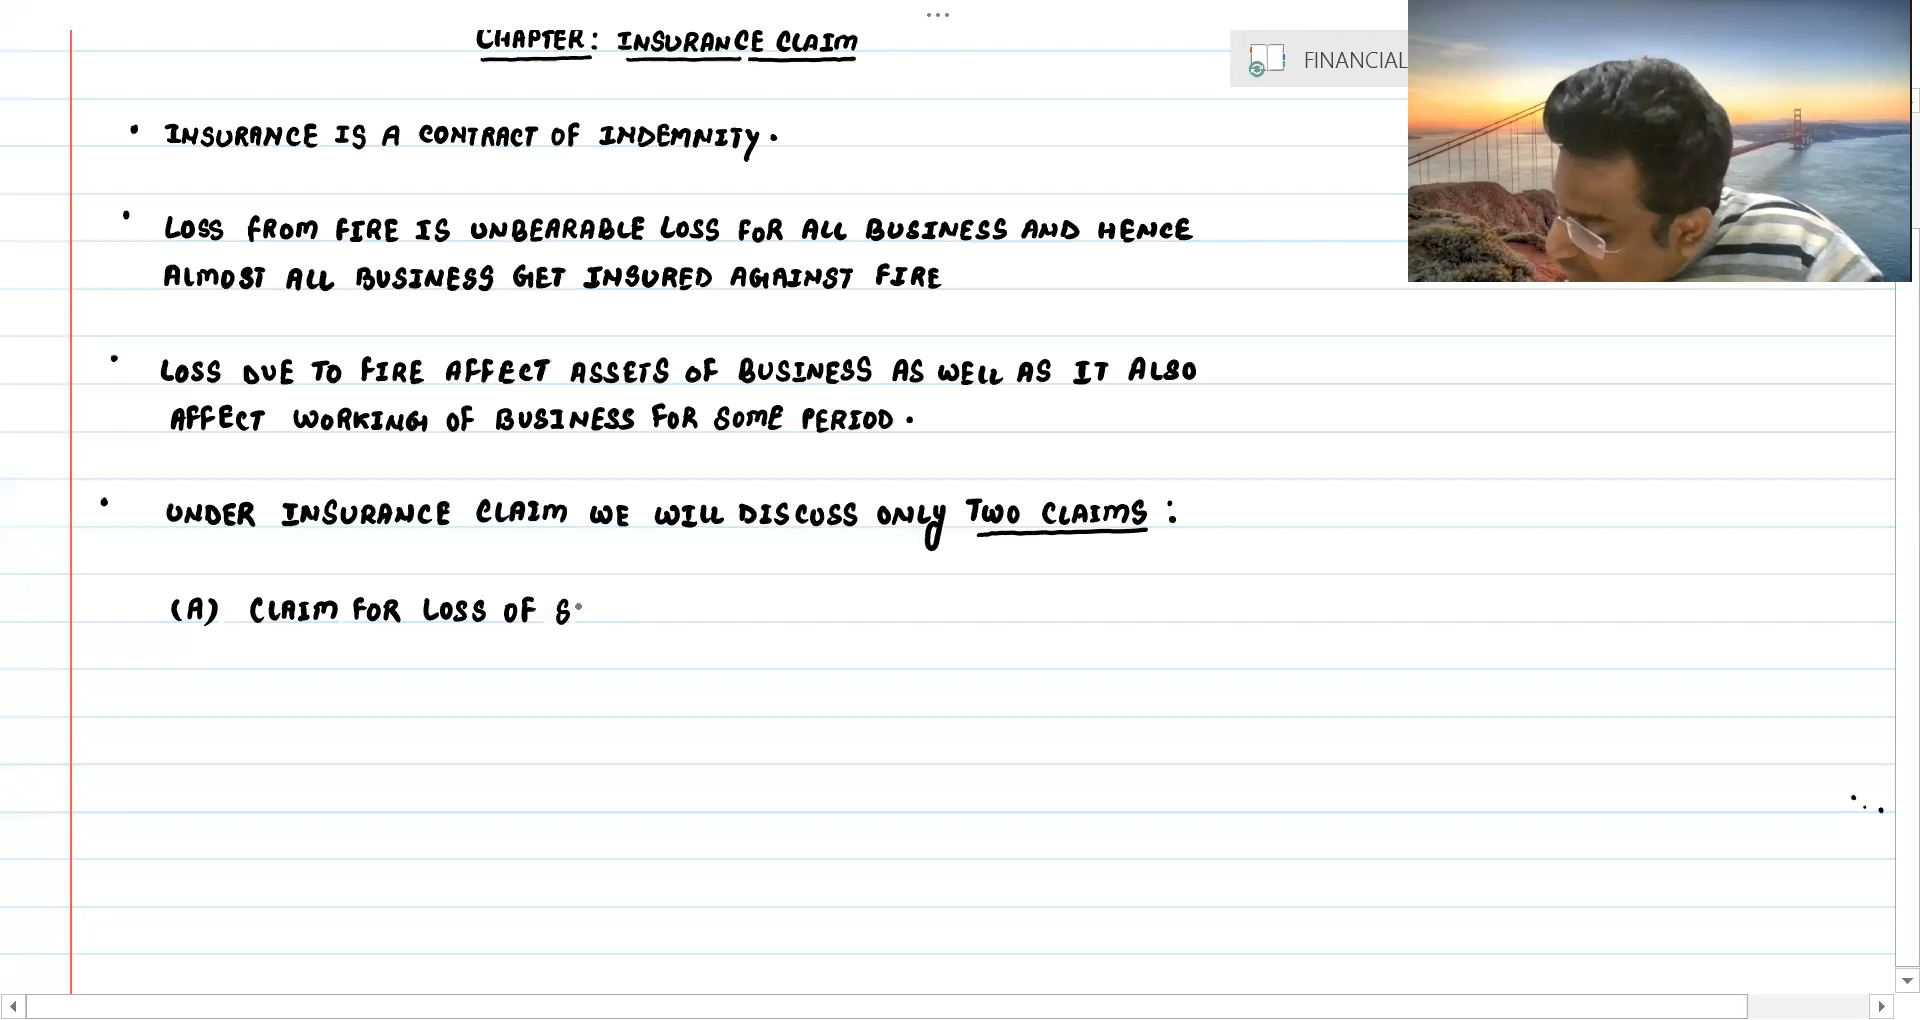 CHAPTER: INSURANCE CLAIM
FINANCIAL
• INSURANCE IS A CONTRACT OF INDEMNITY.
• LOSS FROM FIRE IS UNBEARABLE LOSS FOR ALL BUSINESS AND HENCE
ALMOST ALL BUSINESS GET INSURED AGAINST FIRE
• LOSS DUE TO FIRE AFFECT ASSETS OF BUSINESS AS WELL AS IT ALSO
AFFECT WORKING OF BUSINESS FOR SOME PERIOD.
• UNDER INSURANCE CLAIM WE WILL DISCUSS ONLY TWO CLAIMS :
(A) CLAIM FOR LOSS OF S